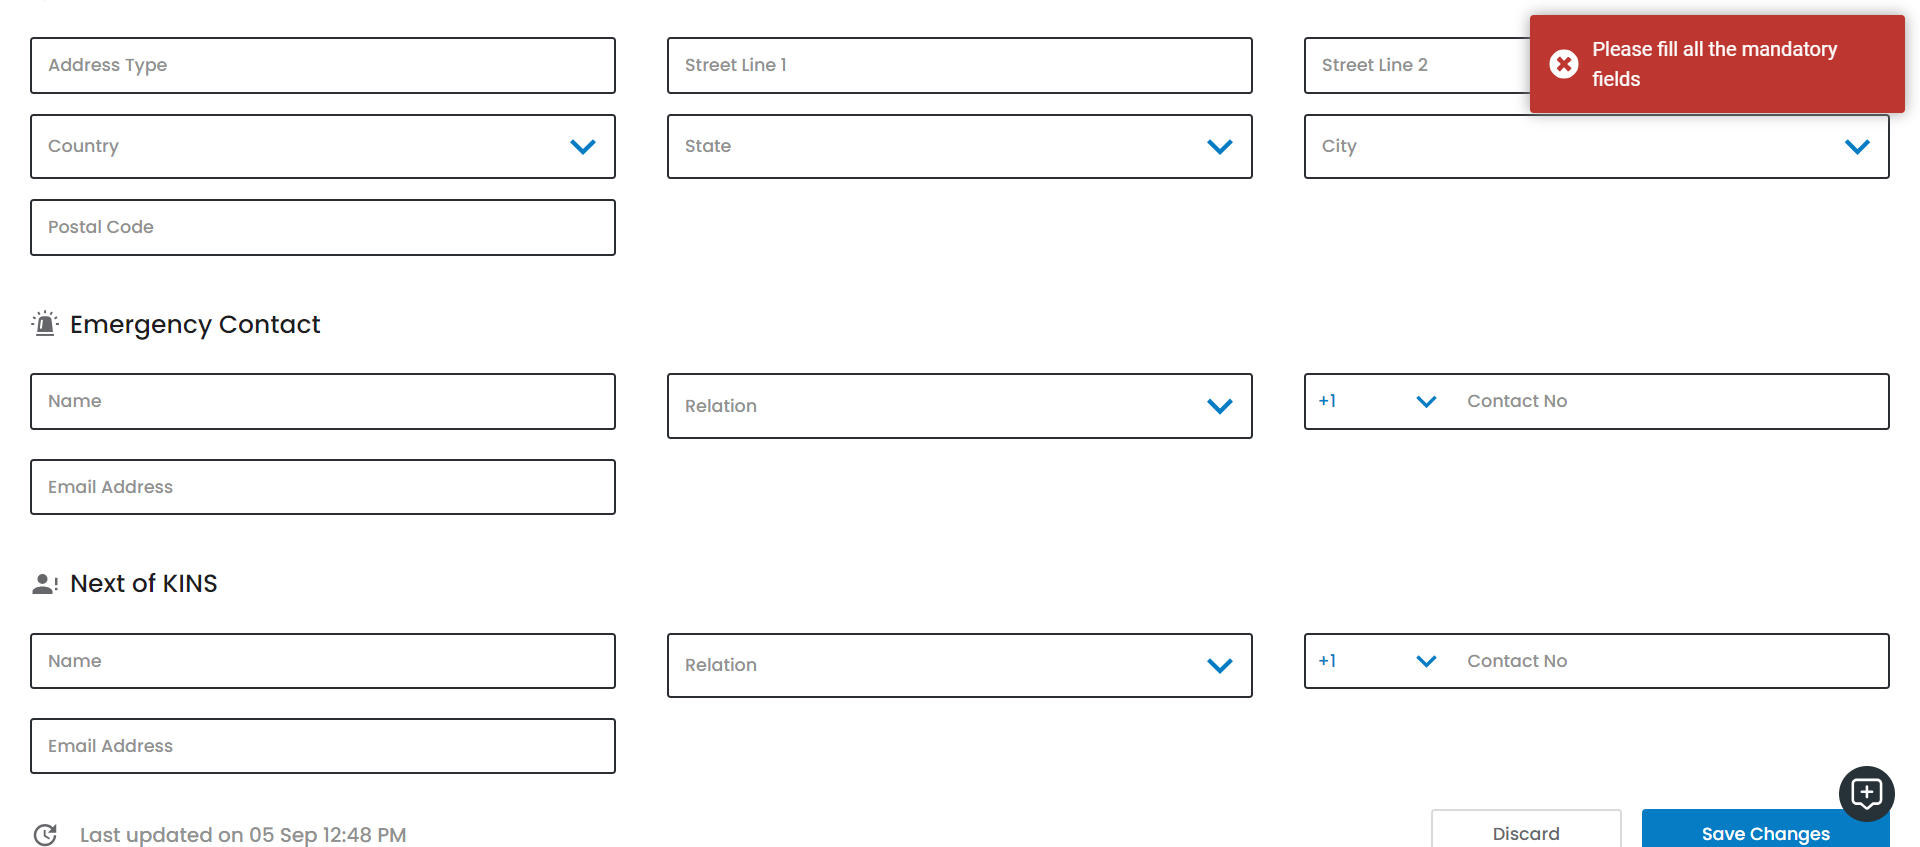 Address Type
Street Line 1
Street Line 2
Please fill all the mandatory
fields
Country
State
City
Postal Code
Emergency Contact
Name
Relation
+1
Contact No
Email Address
Next of KINS
Name
Relation
+1
Contact No
Email Address
Last updated on 05 Sep 12:48 PM
Discard
Save Changes